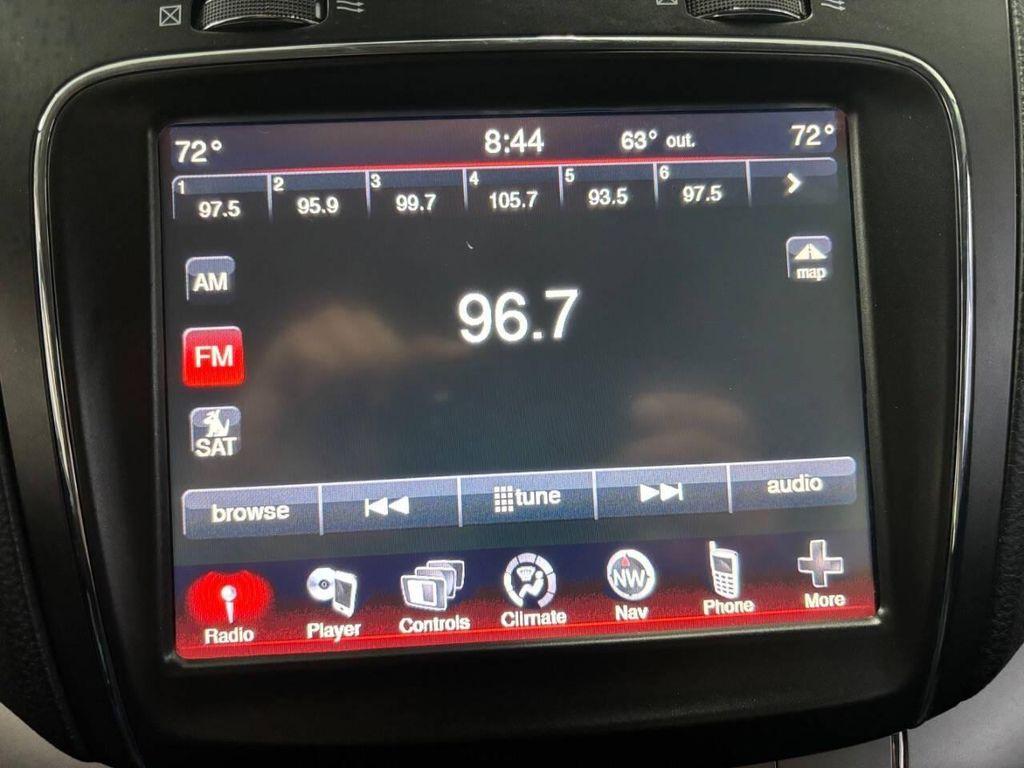 72° 8:44 63° out. 72°
1 97.5 2 95.9 3 99.7 4 105.7 5 93.5 6 97.5
map
AM
96.7
FM
SAT
browse tune audio
NW
Radio Player Controls Climate Nav Phone More